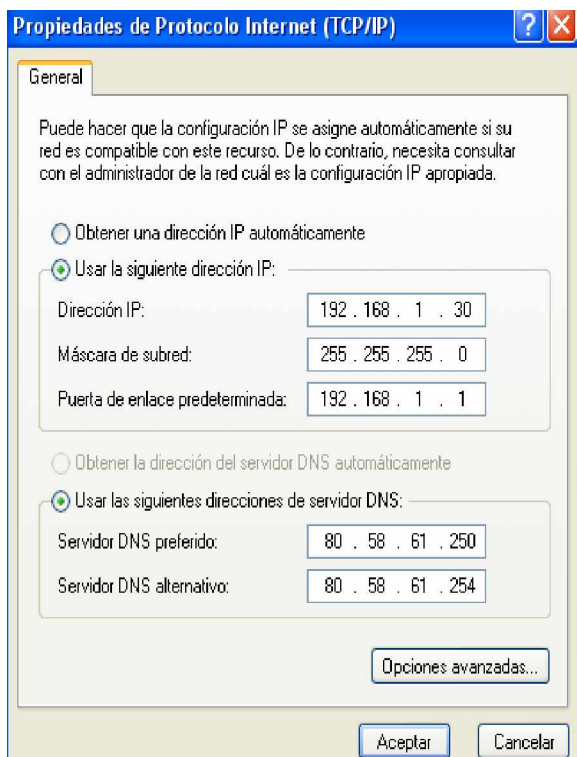 Propiedades de Protocolo Internet (TCP/IP)
General
Puede hacer que la configuración IP se asigne automáticamente si su
red es compatible con este recurso. De lo contrario, necesita consultar
con el administrador de la red cuál es la configuración IP apropiada.
Obtener una dirección IP automáticamente
Usar la siguiente dirección IP:
Dirección IP: 192 . 168 . 1 . 30
Máscara de subred: 255 . 255 . 255 . 0
Puerta de enlace predeterminada: 192 . 168 . 1 . 1
Obtener la dirección del servidor DNS automáticamente
Usar las siguientes direcciones de servidor DNS:
Servidor DNS preferido: 80 . 58 . 61 . 250
Servidor DNS alternativo: 80 . 58 . 61 . 254
Opciones avanzadas...
Aceptar Cancelar